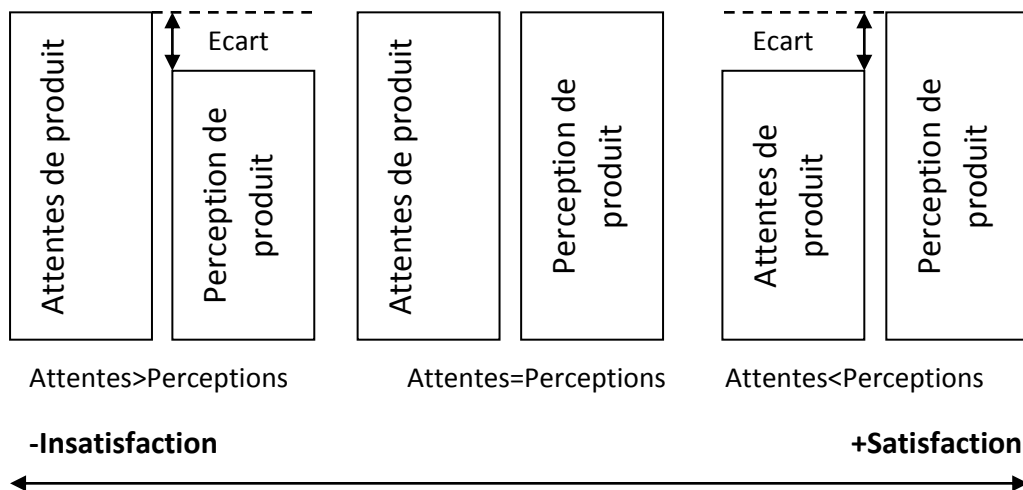 Ecart
Ecart
Attentes de produit
Perception de
produit
Attentes de produit
Perception de
produit
Attentes de
produit
Perception de
produit
Attentes>Perceptions
Attentes=Perceptions
Attentes<Perceptions
-Insatisfaction
+Satisfaction